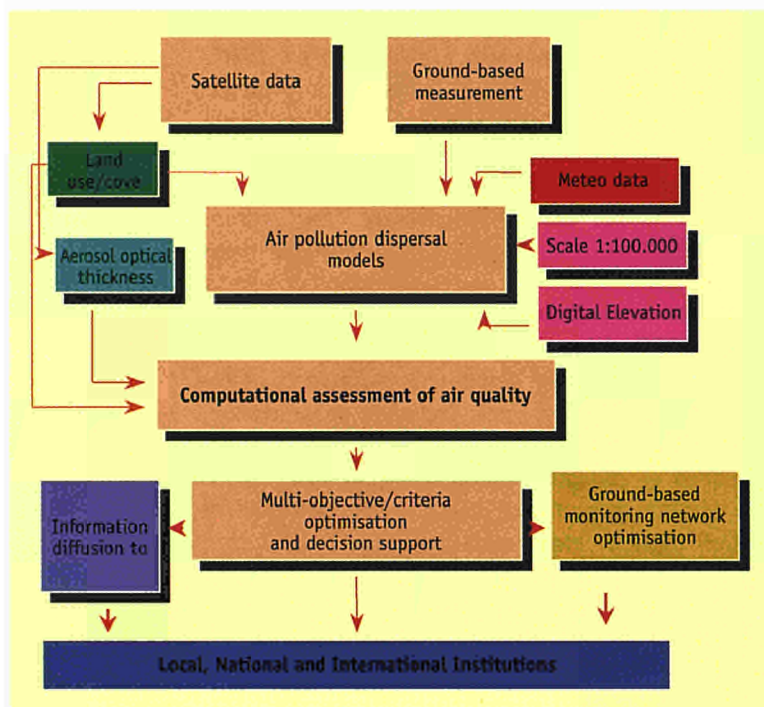 Satellite data
Ground-based
measurement
Land
use/cove
Meteo data
Air pollution dispersal
models
Scale 1:100.000
Aerosol optical
thickness
Digital Elevation
Computational assessment of air quality
Information
diffusion to
Multi-objective/criteria
optimisation
and decision support
Ground-based
monitoring network
optimisation
Local, National and International Institutions